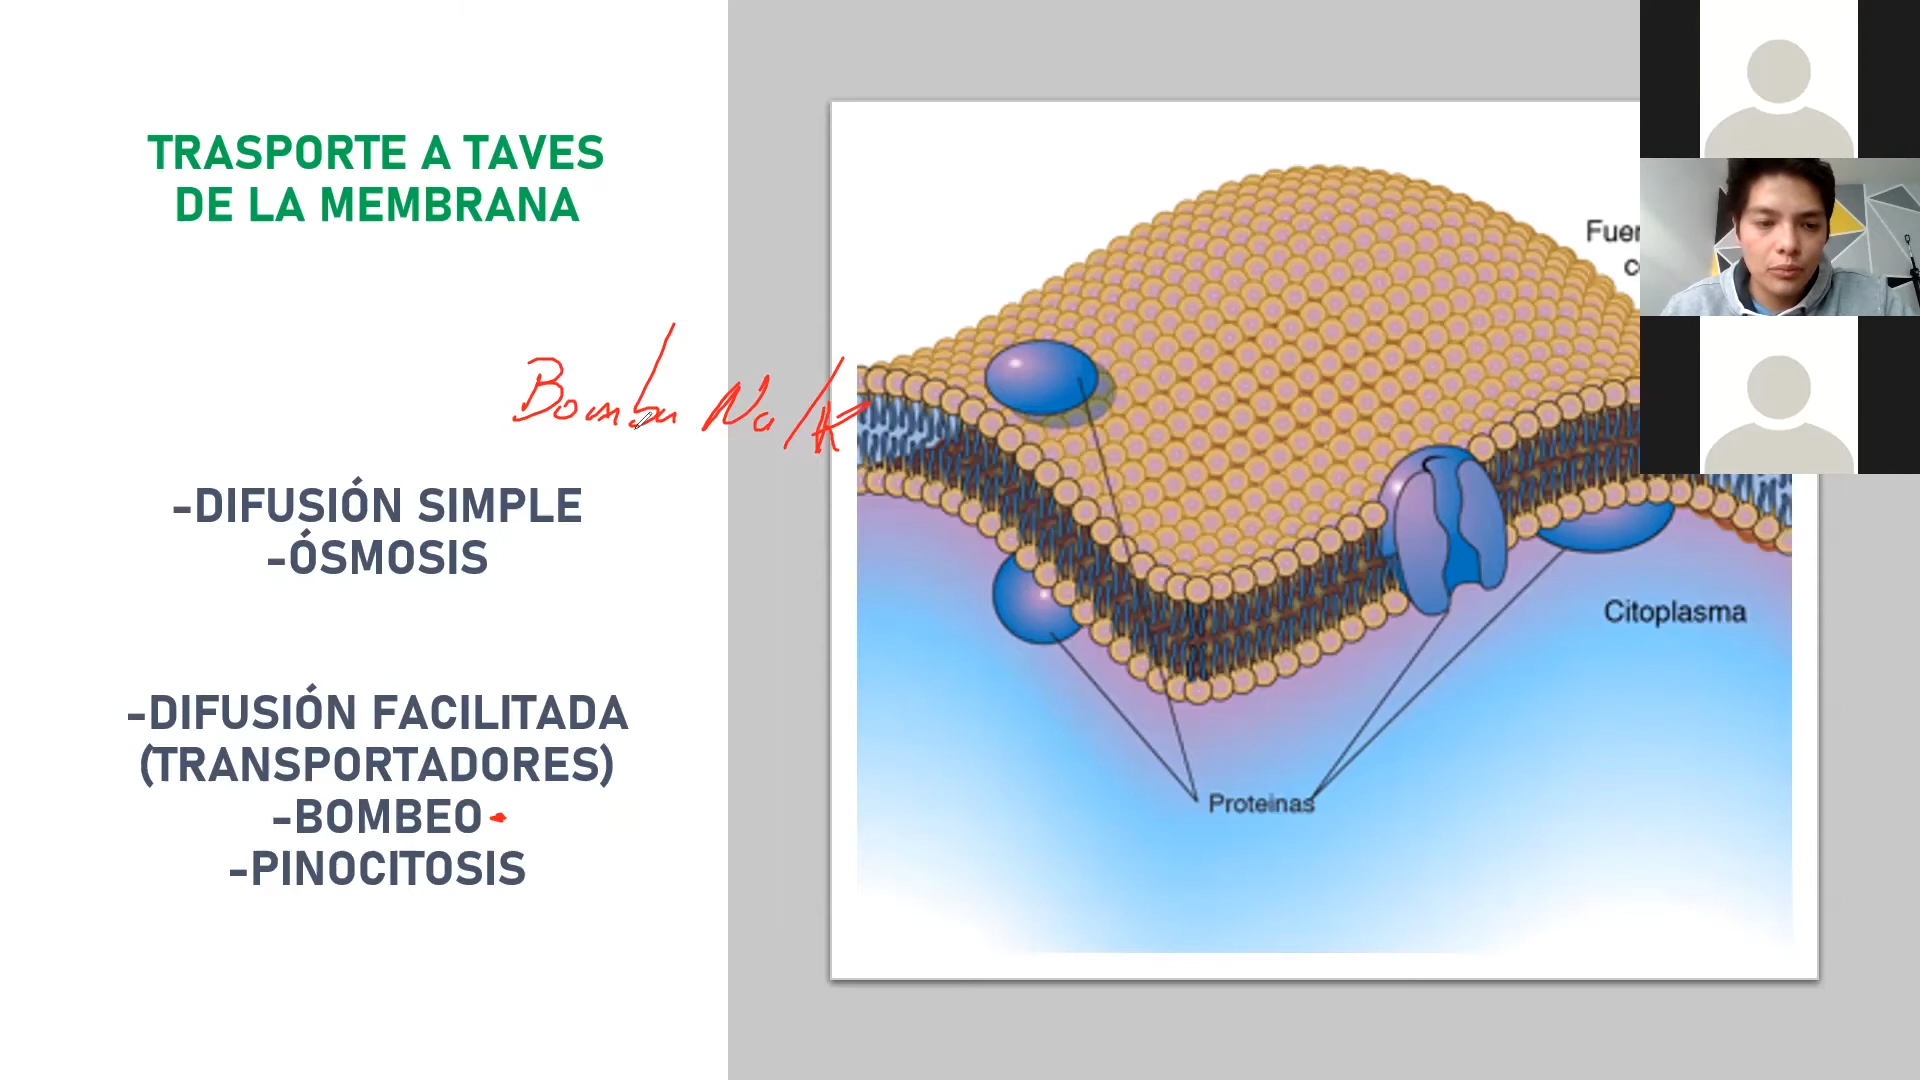 TRASPORTE A TAVES
DE LA MEMBRANA
Bomba Na/K
-DIFUSIÓN SIMPLE
-ÓSMOSIS
-DIFUSIÓN FACILITADA
(TRANSPORTADORES)
-BOMBEO
-PINOCITOSIS
Citoplasma
Proteinas